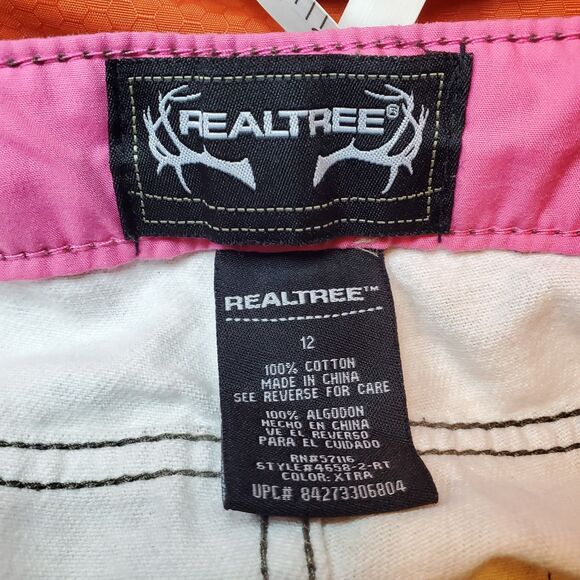 REALTREE®
REALTREE™
12
100% COTTON
MADE IN CHINA
SEE REVERSE FOR CARE
100% ALGODON
HECHO EN CHINA
VE EL REVERSO
PARA EL CUIDADO
RN#57116
STYLE#4658-2-RT
COLOR: XTRA
UPC# 84273306804